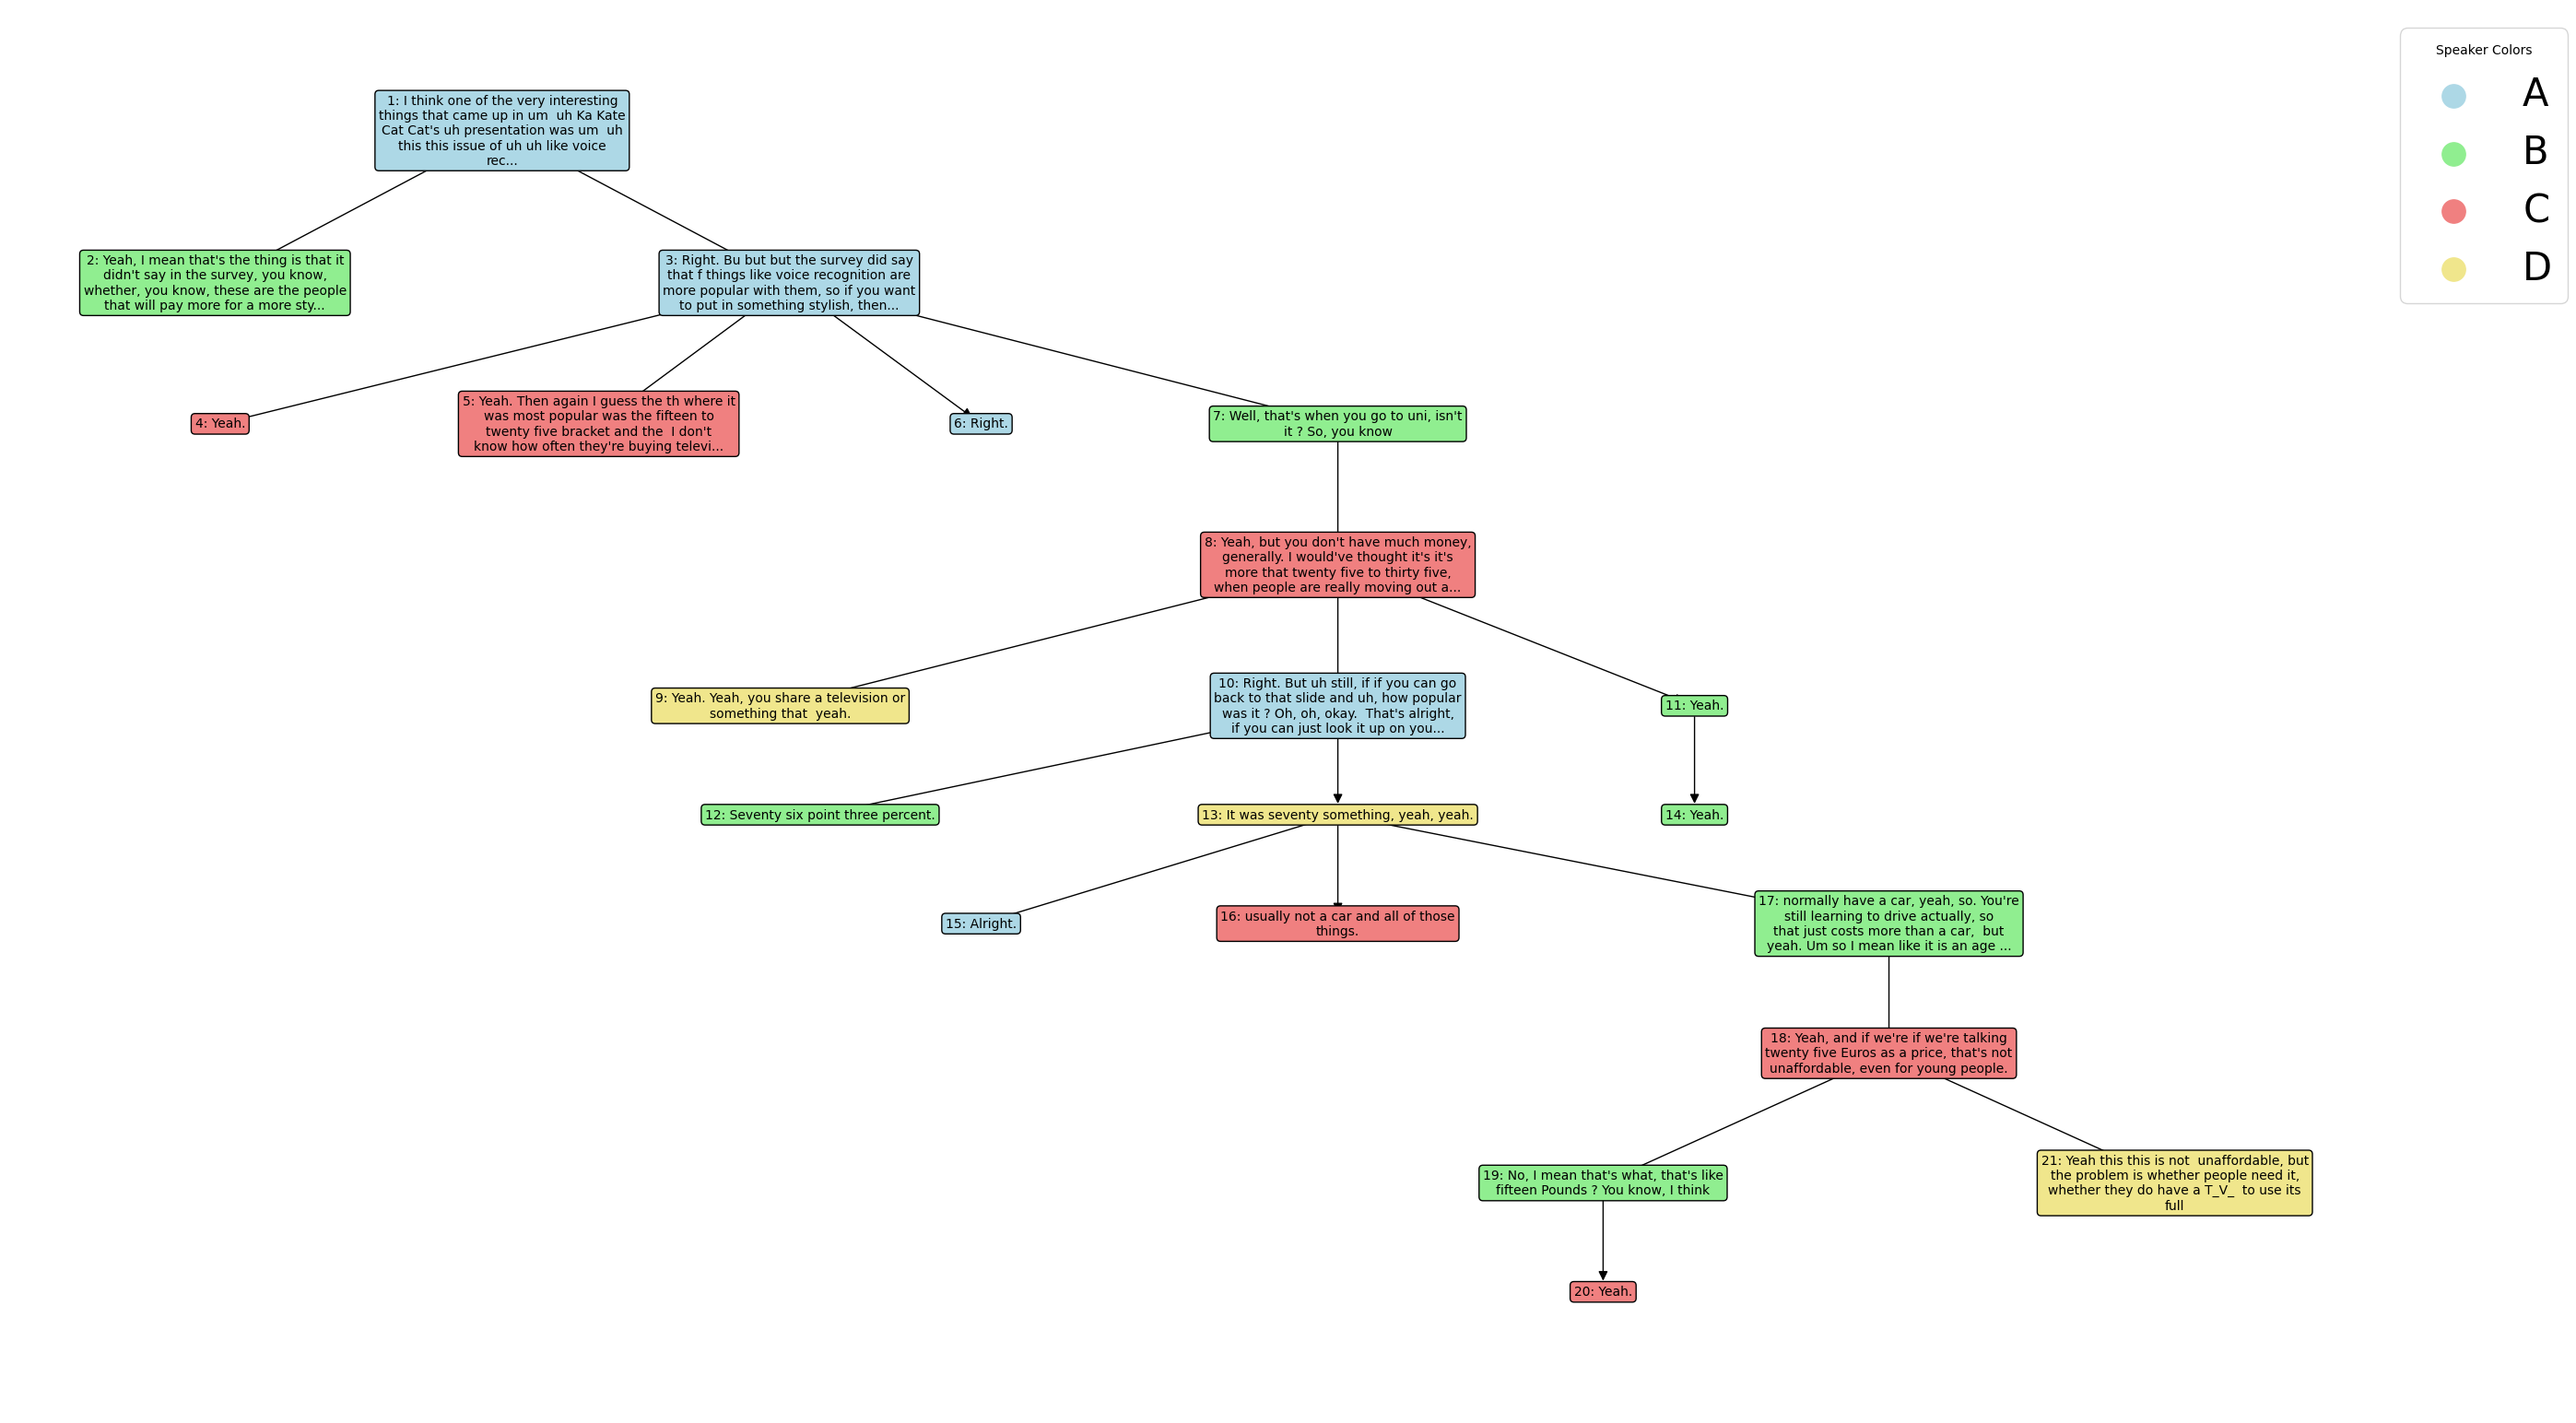 Speaker Colors
A
B
C
D
1: I think one of the very interesting
things that came up in um  uh Ka Kate
Cat Cat's uh presentation was um  uh
this this issue of uh uh like voice
rec...
2: Yeah, I mean that's the thing is that it
didn't say in the survey, you know,
whether, you know, these are the people
that will pay more for a more sty...
3: Right. Bu but but the survey did say
that f things like voice recognition are
more popular with them, so if you want
to put in something stylish, then...
4: Yeah.
5: Yeah. Then again I guess the th where it
was most popular was the fifteen to
twenty five bracket and the  I don't
know how often they're buying televi...
6: Right.
7: Well, that's when you go to uni, isn't
it ? So, you know
8: Yeah, but you don't have much money,
generally. I would've thought it's it's
more that twenty five to thirty five,
when people are really moving out a...
9: Yeah. Yeah, you share a television or
something that  yeah.
10: Right. But uh still, if if you can go
back to that slide and uh, how popular
was it ? Oh, oh, okay.  That's alright,
if you can just look it up on you...
11: Yeah.
12: Seventy six point three percent.
13: It was seventy something, yeah, yeah.
14: Yeah.
15: Alright.
16: usually not a car and all of those
things.
17: normally have a car, yeah, so. You're
still learning to drive actually, so
that just costs more than a car,  but
yeah. Um so I mean like it is an age ...
18: Yeah, and if we're if we're talking
twenty five Euros as a price, that's not
unaffordable, even for young people.
19: No, I mean that's what, that's like
fifteen Pounds ? You know, I think
21: Yeah this this is not  unaffordable, but
the problem is whether people need it,
whether they do have a T_V_  to use its
full
20: Yeah.